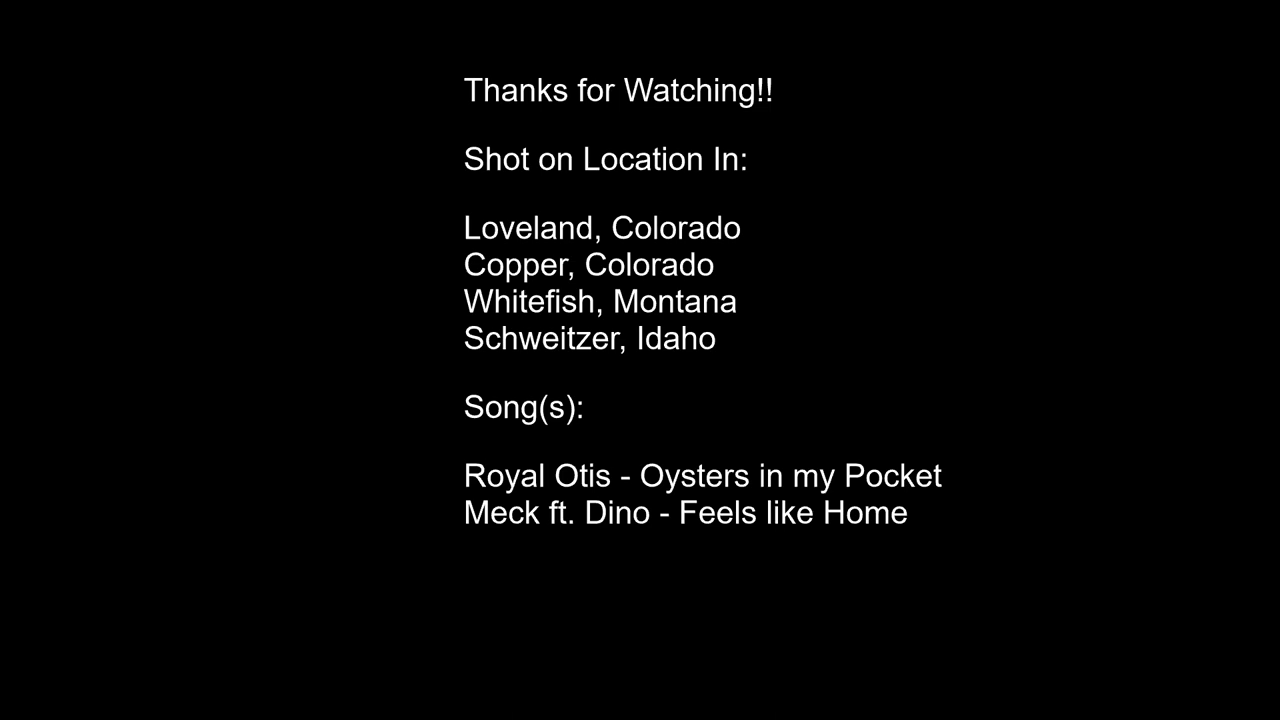 Thanks for Watching!!
Shot on Location In:
Loveland, Colorado
Copper, Colorado
Whitefish, Montana
Schweitzer, Idaho
Song(s):
Royal Otis - Oysters in my Pocket
Meck ft. Dino - Feels like Home